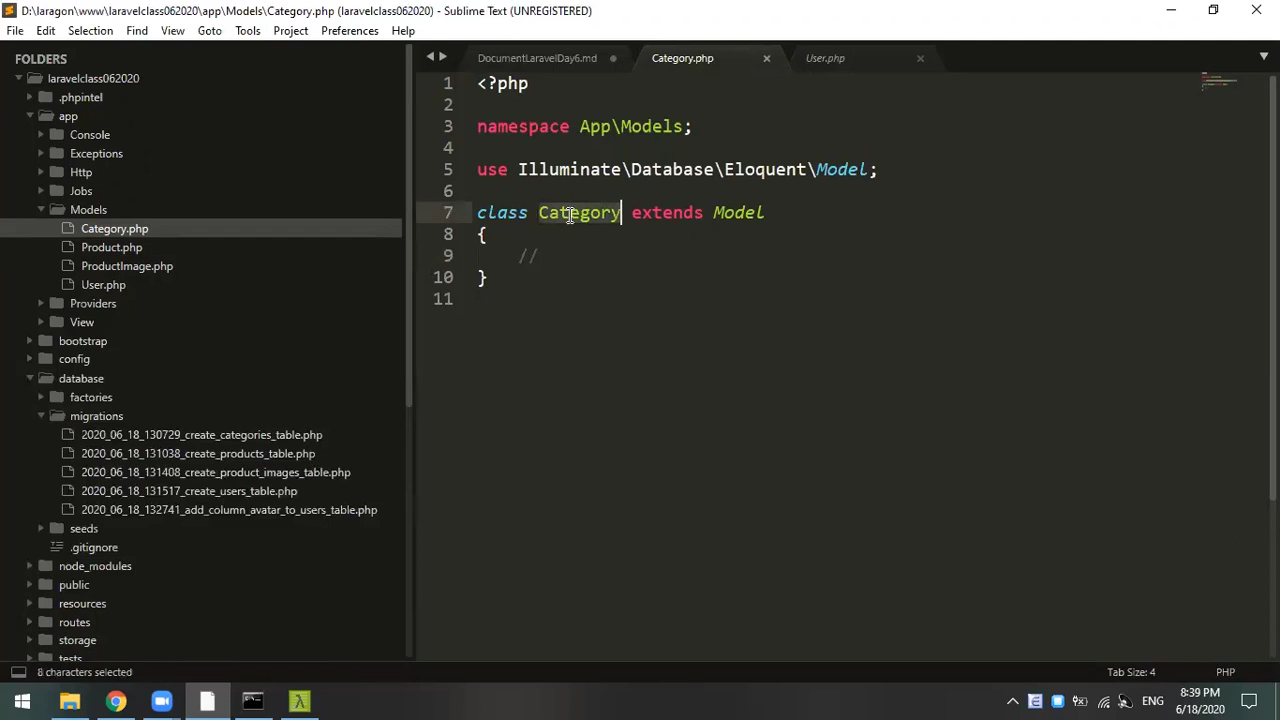 D:\laragon\www\laravelclass062020\app\Models\Category.php (laravelclass062020) - Sublime Text (UNREGISTERED)
File Edit Selection Find View Goto Tools Project Preferences Help
FOLDERS
laravelclass062020
.phpintel
app
Console
Exceptions
Http
Jobs
Models
Category.php
Product.php
ProductImage.php
User.php
Providers
View
bootstrap
config
database
factories
migrations
2020_06_18_130729_create_categories_table.php
2020_06_18_131038_create_products_table.php
2020_06_18_131408_create_product_images_table.php
2020_06_18_131517_create_users_table.php
2020_06_18_132741_add_column_avatar_to_users_table.php
seeds
.gitignore
node_modules
public
resources
routes
storage
tests
DocumentLaravelDay6.md Category.php User.php
1 <?php
2
3 namespace App\Models;
4
5 use Illuminate\Database\Eloquent\Model;
6
7 class Category extends Model
8 {
9 //
10 }
11
8 characters selected Tab Size: 4 PHP
ENG
8:39 PM
6/18/2020